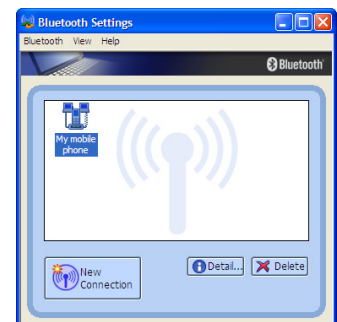 Bluetooth Settings
Bluetooth View Help
Bluetooth®
My mobile
phone
New
Connection
Detail...
Delete